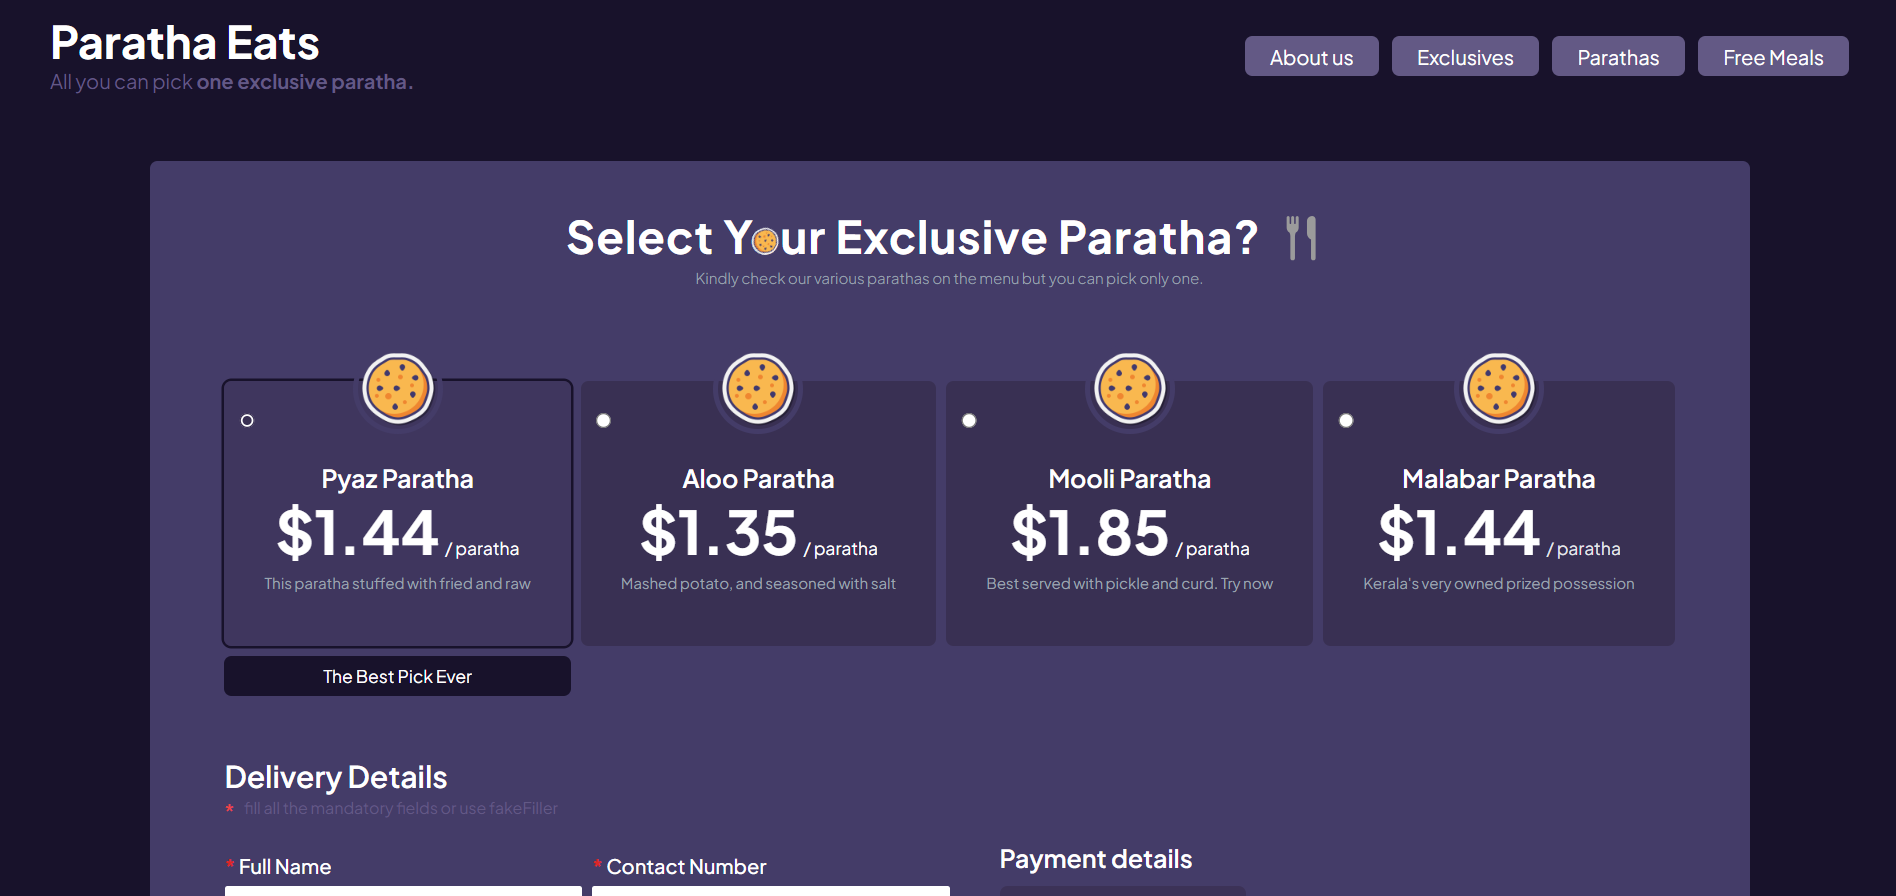 Paratha Eats
All you can pick one exclusive paratha.
About us
Exclusives
Parathas
Free Meals
Select Your Exclusive Paratha?
Kindly check our various parathas on the menu but you can pick only one.
Pyaz Paratha
$1.44 / paratha
This paratha stuffed with fried and raw
The Best Pick Ever
Aloo Paratha
$1.35 / paratha
Mashed potato, and seasoned with salt
Mooli Paratha
$1.85 / paratha
Best served with pickle and curd. Try now
Malabar Paratha
$1.44 / paratha
Kerala's very owned prized possession
Delivery Details
* fill all the mandatory fields or use fakeFiller
* Full Name
* Contact Number
Payment details